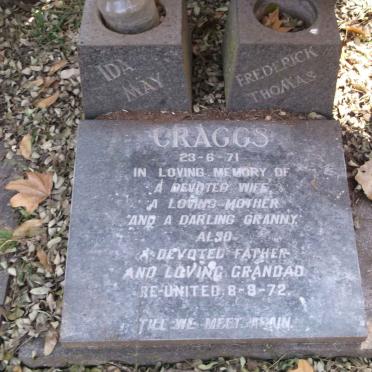 IDA
MAY
FREDERICK
THOMAS
CRAGGS
23-6-71
IN LOVING MEMORY OF
A DEVOTED WIFE,
A LOVING MOTHER
AND A DARLING GRANNY,
ALSO
A DEVOTED FATHER
AND LOVING GRANDAD
RE-UNITED 8-9-72.
TILL WE MEET AGAIN.